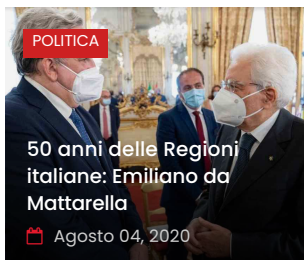 POLITICA
50 anni delle Regioni
italiane: Emiliano da
Mattarella
Agosto 04, 2020